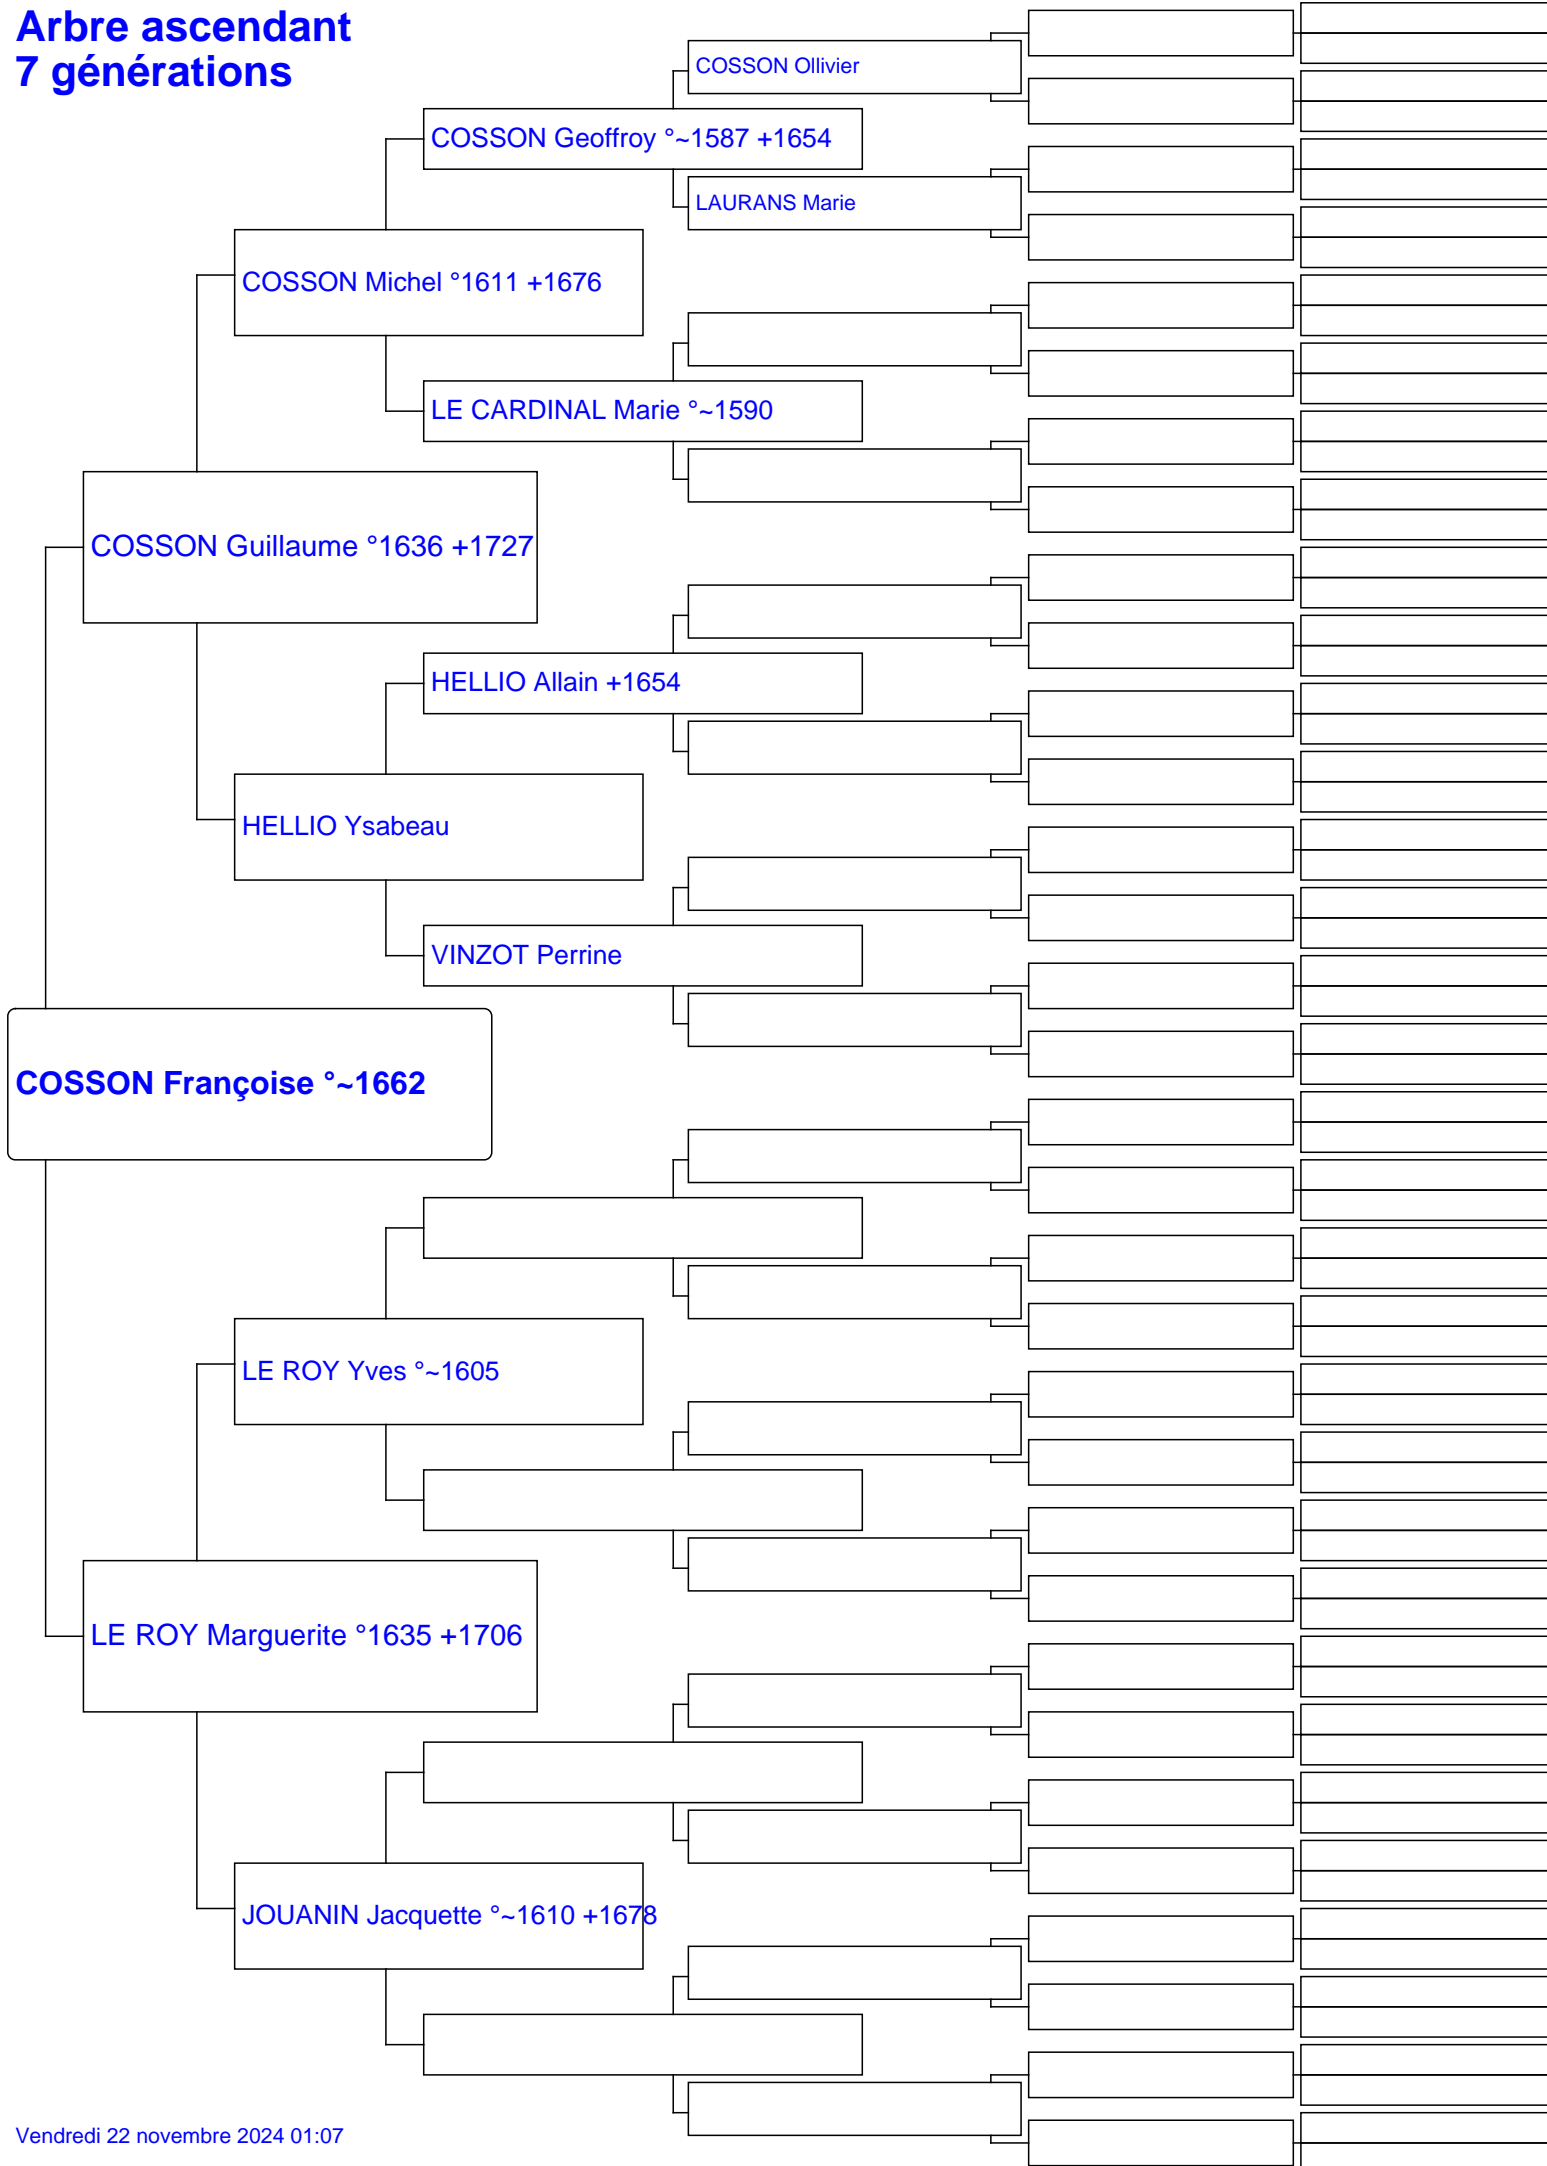 Arbre ascendant
7 générations
COSSON Ollivier
COSSON Geoffroy °~1587 +1654
LAURANS Marie
COSSON Michel °1611 +1676
LE CARDINAL Marie °~1590
COSSON Guillaume °1636 +1727
HELLIO Allain +1654
HELLIO Ysabeau
VINZOT Perrine
COSSON Françoise °~1662
LE ROY Yves °~1605
LE ROY Marguerite °1635 +1706
JOUANIN Jacquette °~1610 +1678
Vendredi 22 novembre 2024 01:07